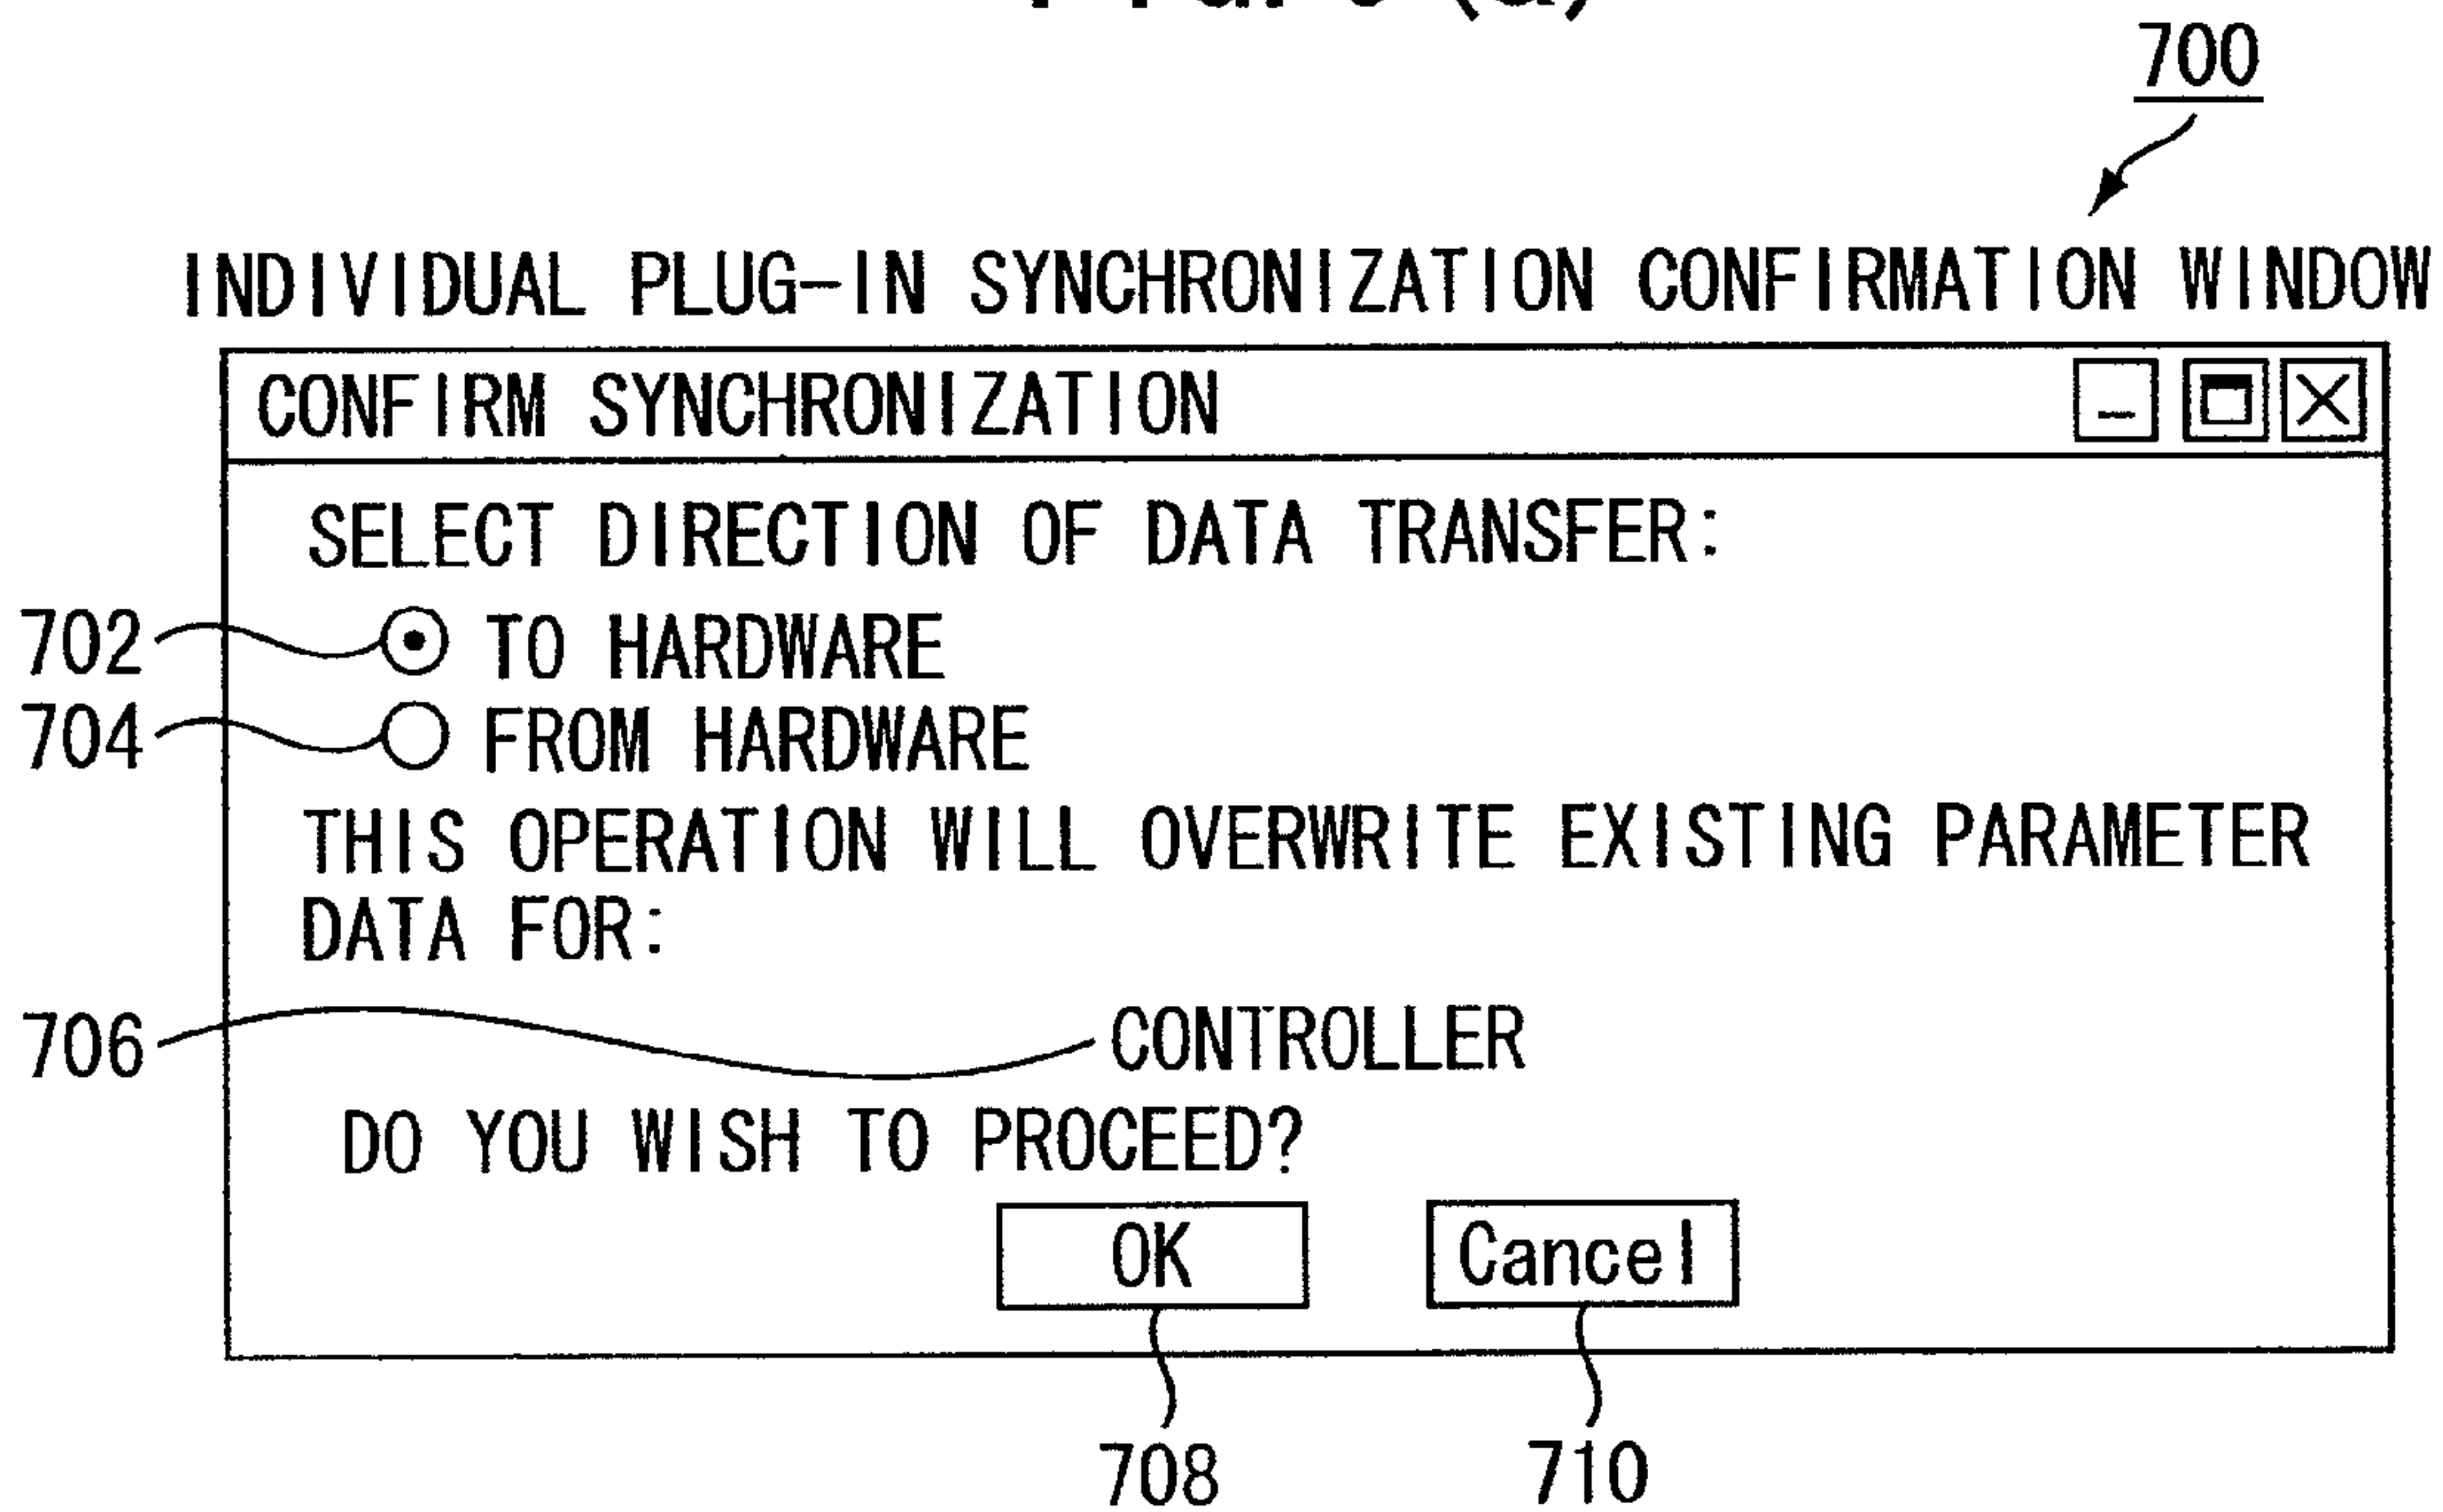 700
INDIVIDUAL PLUG-IN SYNCHRONIZATION CONFIRMATION WINDOW
CONFIRM SYNCHRONIZATION
SELECT DIRECTION OF DATA TRANSFER:
702 TO HARDWARE
704 FROM HARDWARE
THIS OPERATION WILL OVERWRITE EXISTING PARAMETER
DATA FOR:
706 CONTROLLER
DO YOU WISH TO PROCEED?
OK Cancel
708 710